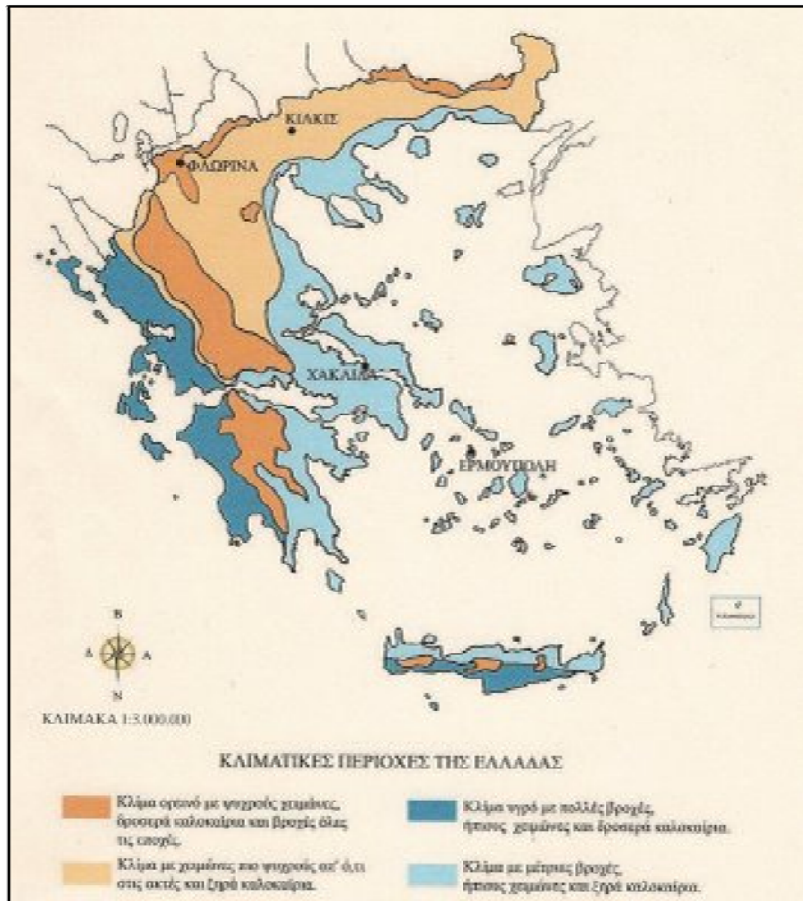 ΚΙΛΚΙΣ
ΦΛΩΡΙΝΑ
ΧΑΚΛΙΔΑ
ΕΡΜΟΥΠΟΛΗ
Β
Δ Α
Ν
ΚΛΙΜΑΚΑ 1:3.000.000
ΚΛΙΜΑΤΙΚΕΣ ΠΕΡΙΟΧΕΣ ΤΗΣ ΕΛΛΑΔΑΣ
Κλίμα ορεινό με ψυχρούς χειμώνες,
δροσερά καλοκαίρια και βροχές όλες
τις εποχές.
Κλίμα με χειμώνες πιο ψυχρούς απ' ό,τι
στις ακτές και ξηρά καλοκαίρια.
Κλίμα υγρό με πολλές βροχές,
ήπιους χειμώνες και δροσερά καλοκαίρια.
Κλίμα με μέτριες βροχές,
ήπιους χειμώνες και ξηρά καλοκαίρια.